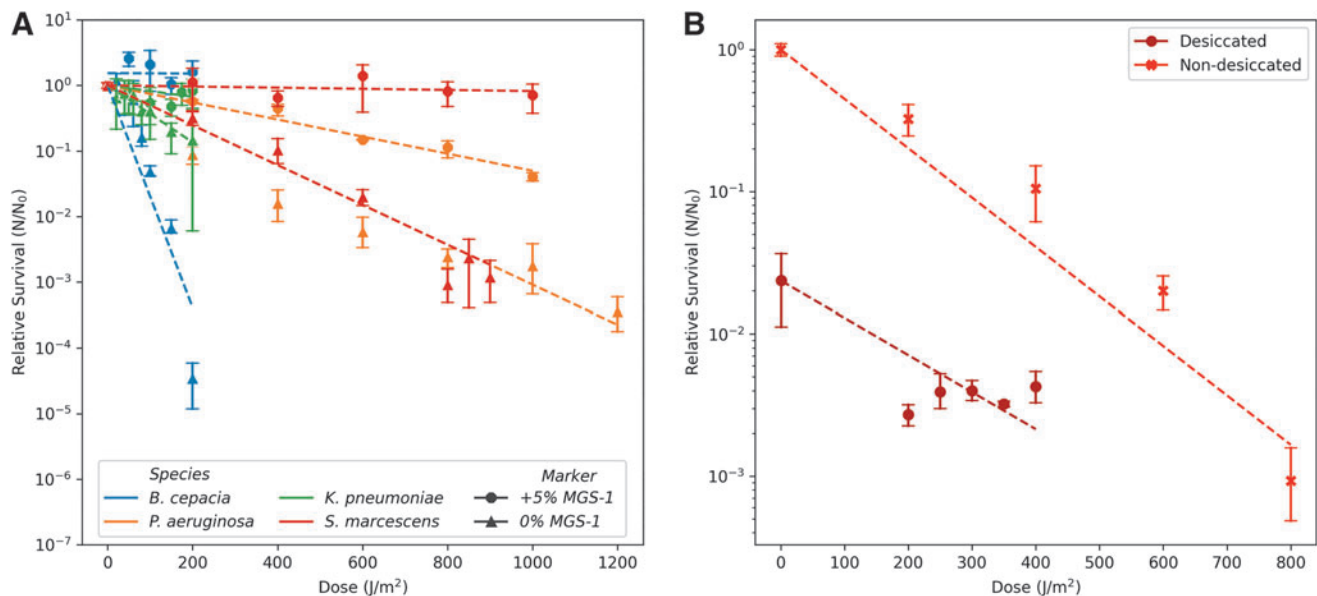 A
Relative Survival (N/N₀)
10¹
10⁰
10⁻¹
10⁻²
10⁻³
10⁻⁴
10⁻⁵
10⁻⁶
10⁻⁷
Species
Marker
B. cepacia
K. pneumoniae
+5% MGS-1
P. aeruginosa
S. marcescens
0% MGS-1
0 200 400 600 800 1000 1200
Dose (J/m²)
B
Relative Survival (N/N₀)
10⁰
10⁻¹
10⁻²
10⁻³
Desiccated
Non-desiccated
0 100 200 300 400 500 600 700 800
Dose (J/m²)